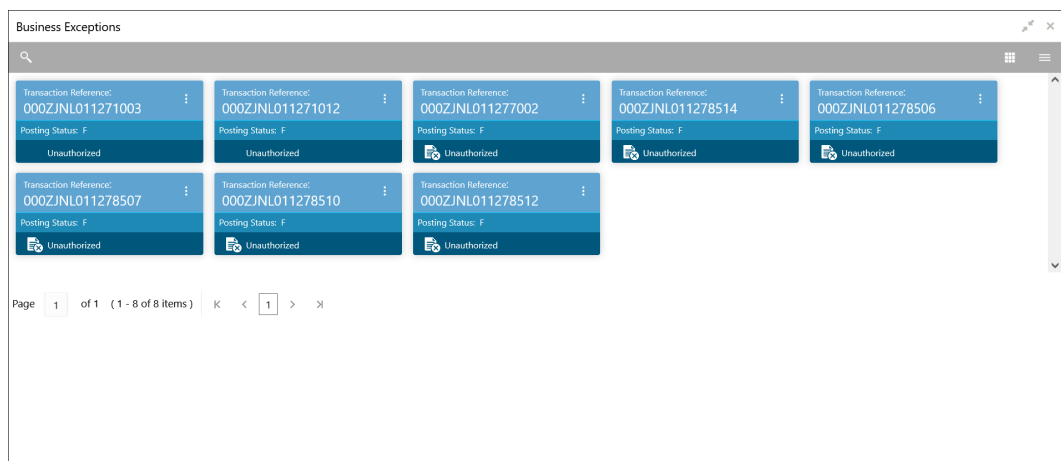 Business Exceptions
Transaction Reference:
000ZJNL011271003
Posting Status: F
Unauthorized
Transaction Reference:
000ZJNL011271012
Posting Status: F
Unauthorized
Transaction Reference:
000ZJNL011277002
Posting Status: F
Unauthorized
Transaction Reference:
000ZJNL011278514
Posting Status: F
Unauthorized
Transaction Reference:
000ZJNL011278506
Posting Status: F
Unauthorized
Transaction Reference:
000ZJNL011278507
Posting Status: F
Unauthorized
Transaction Reference:
000ZJNL011278510
Posting Status: F
Unauthorized
Transaction Reference:
000ZJNL011278512
Posting Status: F
Unauthorized
Page 1 of 1 ( 1 - 8 of 8 items ) 1